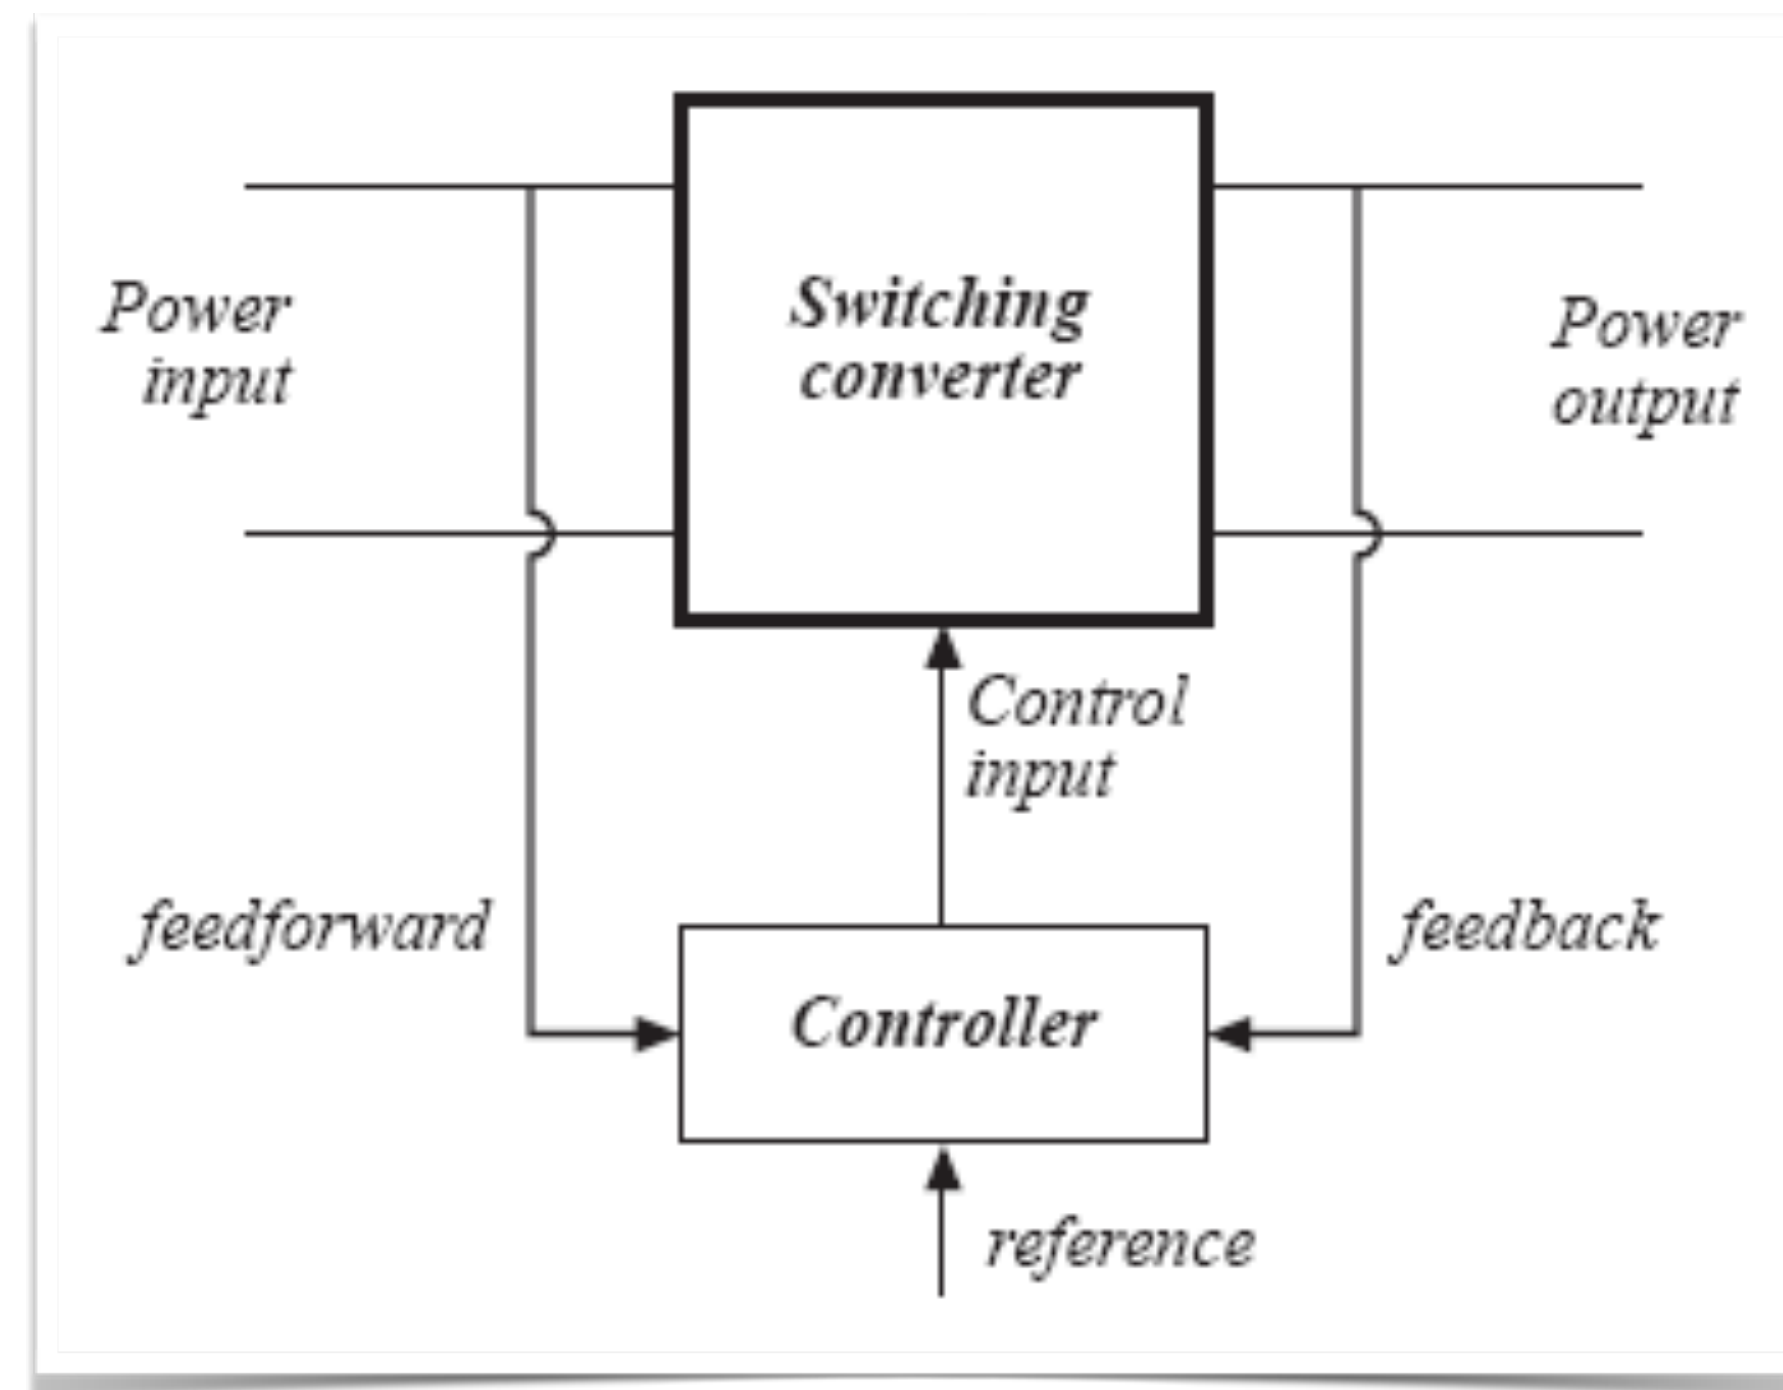 Power
input
Switching
converter
Power
output
Control
input
feedforward
feedback
Controller
reference